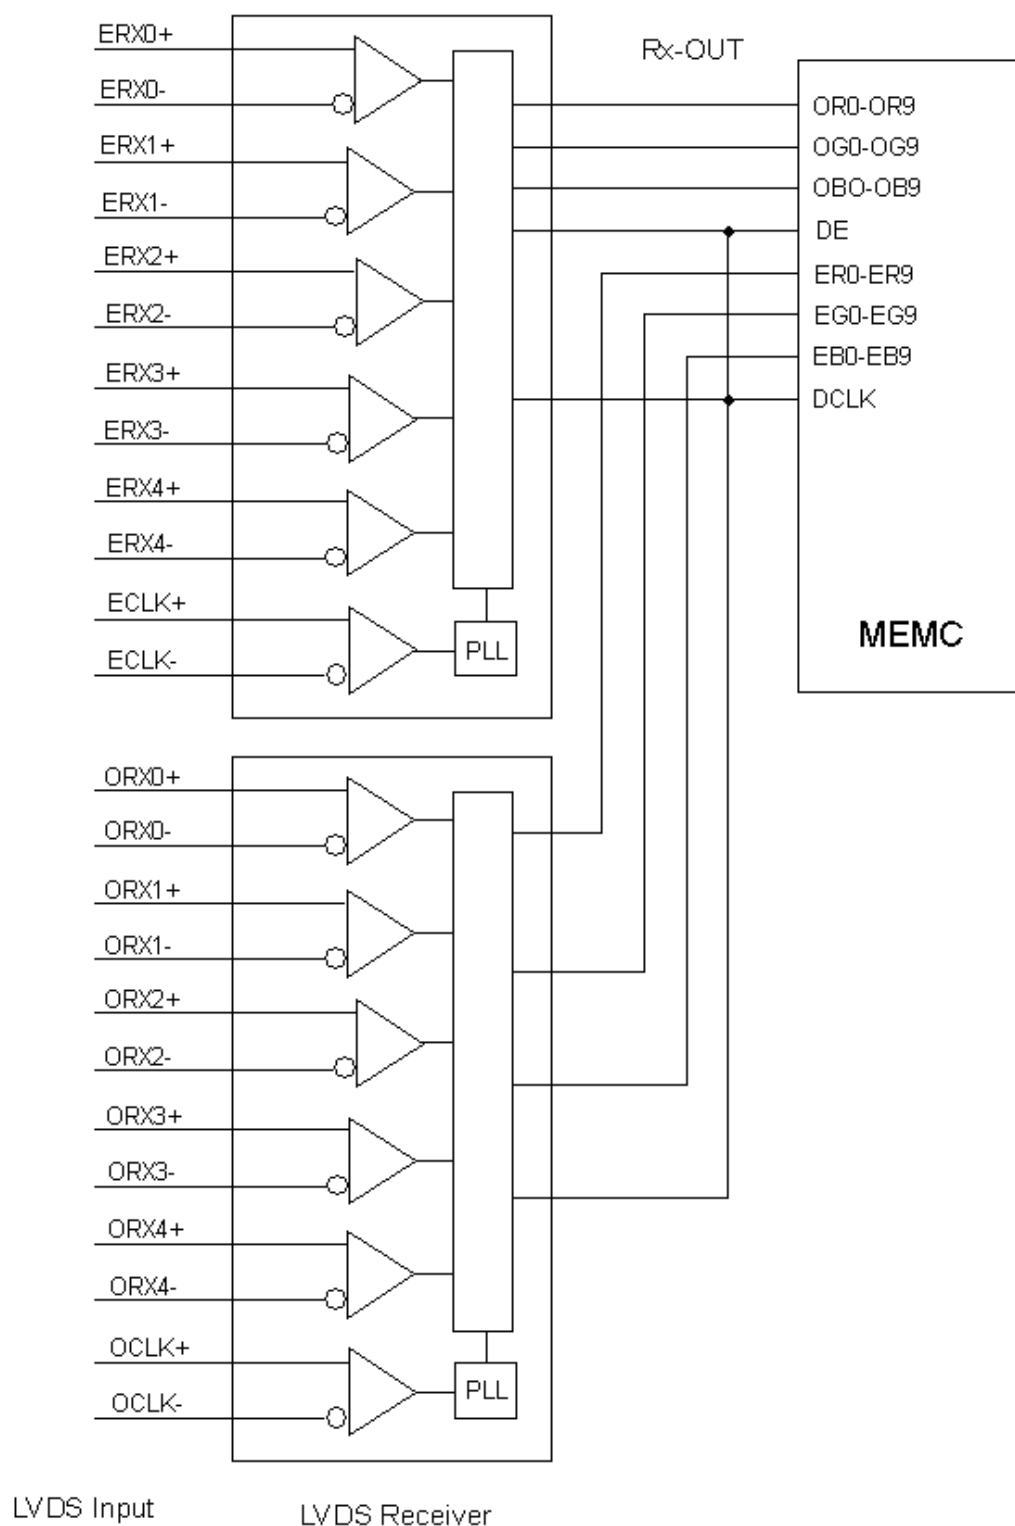 ERX0+
ERX0-
ERX1+
ERX1-
ERX2+
ERX2-
ERX3+
ERX3-
ERX4+
ERX4-
ECLK+
ECLK-
PLL
Rx-OUT
OR0-OR9
OG0-OG9
OBO-OB9
DE
ER0-ER9
EG0-EG9
EB0-EB9
DCLK
MEMC
ORX0+
ORX0-
ORX1+
ORX1-
ORX2+
ORX2-
ORX3+
ORX3-
ORX4+
ORX4-
OCLK+
OCLK-
PLL
LVDS Input
LVDS Receiver